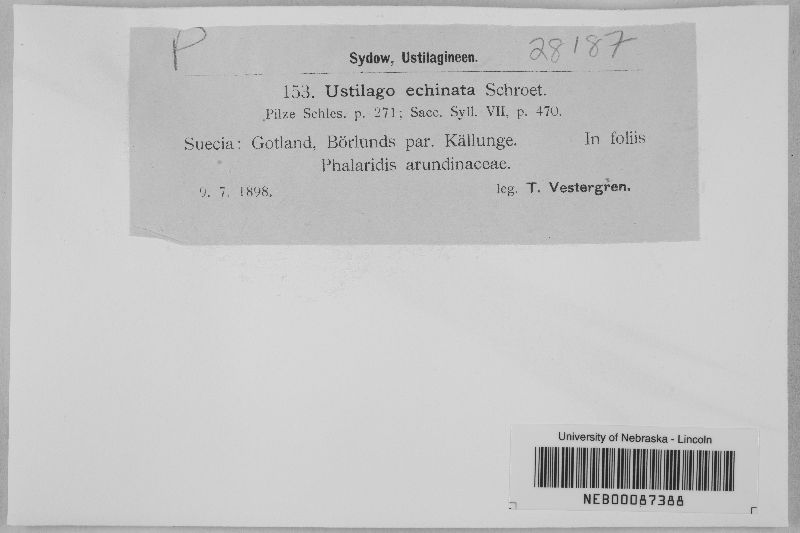 P
28187
Sydow, Ustilagineen.
153. Ustilago echinata Schroet.
Pilze Schles. p. 271; Sacc. Syll. VII, p. 470.
Suecia: Gotland, Börlunds par. Källunge. In foliis
Phalaridis arundinaceae.
9. 7. 1898. leg. T. Vestergren.
University of Nebraska - Lincoln
NEB00087388